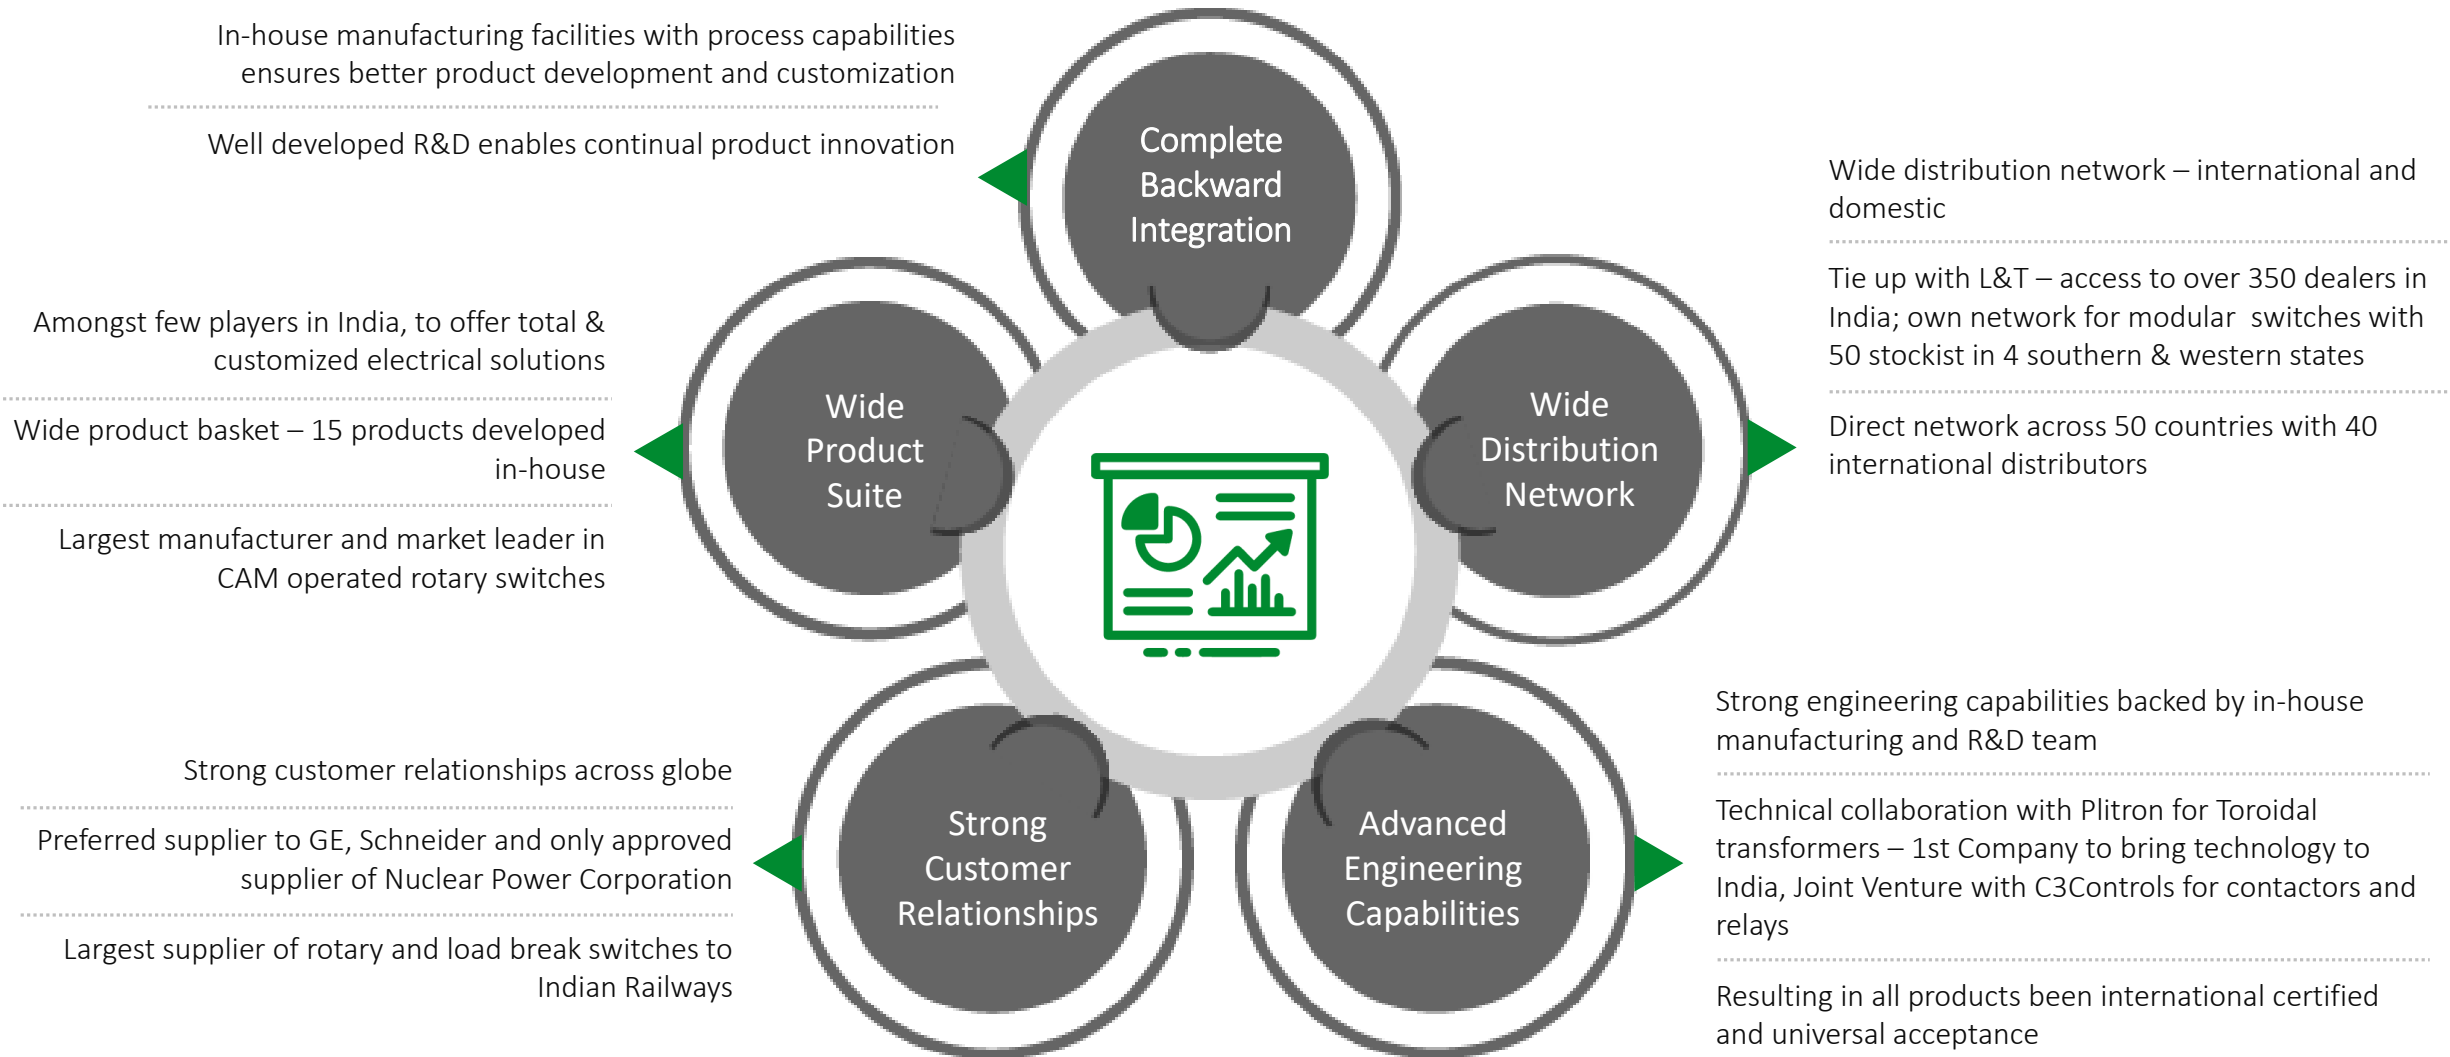 In-house manufacturing facilities with process capabilities
ensures better product development and customization
Well developed R&D enables continual product innovation
Complete
Backward
Integration
Wide distribution network – international and
domestic
Tie up with L&T – access to over 350 dealers in
India; own network for modular  switches with
50 stockist in 4 southern & western states
Direct network across 50 countries with 40
international distributors
Wide
Distribution
Network
Amongst few players in India, to offer total &
customized electrical solutions
Wide product basket – 15 products developed
in-house
Largest manufacturer and market leader in
CAM operated rotary switches
Wide
Product
Suite
Strong customer relationships across globe
Preferred supplier to GE, Schneider and only approved
supplier of Nuclear Power Corporation
Largest supplier of rotary and load break switches to
Indian Railways
Strong
Customer
Relationships
Advanced
Engineering
Capabilities
Strong engineering capabilities backed by in-house
manufacturing and R&D team
Technical collaboration with Plitron for Toroidal
transformers – 1st Company to bring technology to
India, Joint Venture with C3Controls for contactors and
relays
Resulting in all products been international certified
and universal acceptance